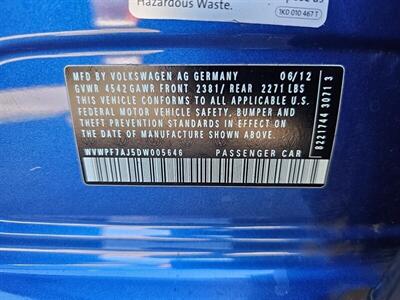 Hazardous Waste.
1K0 010 467 T
MFD BY VOLKSWAGEN AG GERMANY 06/12
GVWR 4542 GAWR FRONT 2381/ REAR 2271 LBS
THIS VEHICLE CONFORMS TO ALL APPLICABLE U.S.
FEDERAL MOTOR VEHICLE SAFETY, BUMPER, AND
THEFT PREVENTION STANDARDS IN EFFECT ON
THE DATE OF MANUFACTURE SHOWN ABOVE.
WVWPF7AJ5DW005646 PASSENGER CAR
8221744 3071 3